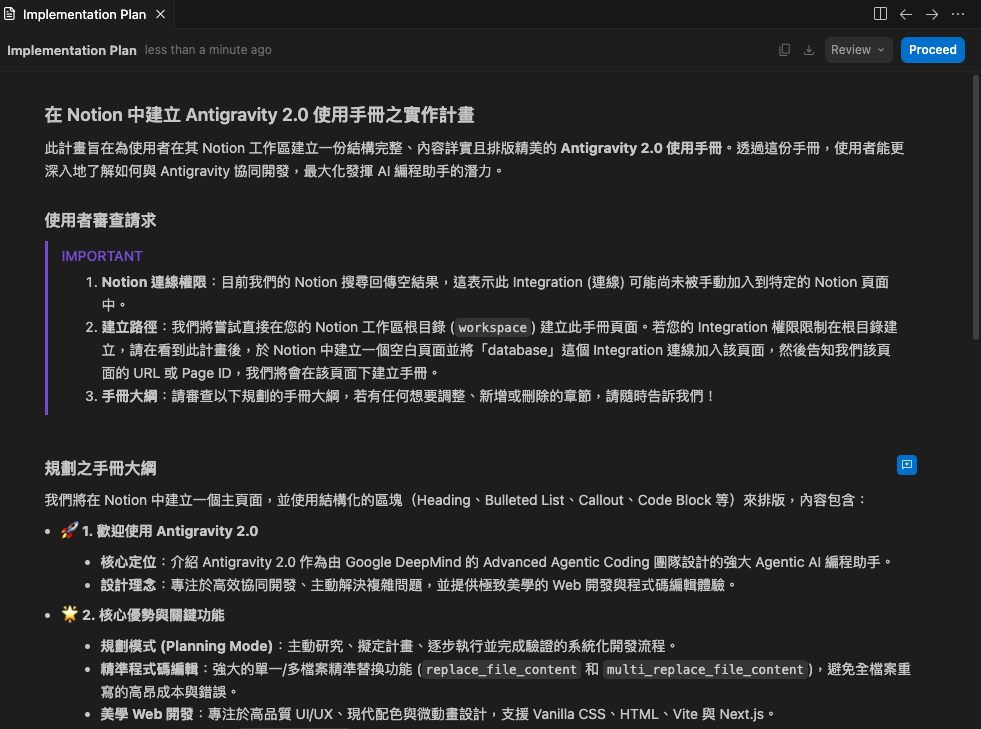 Implementation Plan
Implementation Plan less than a minute ago Review Proceed
在 Notion 中建立 Antigravity 2.0 使用手冊之實作計畫
此計畫旨在為使用者在其 Notion 工作區建立一份結構完整、內容詳實且排版精美的 Antigravity 2.0 使用手冊。透過這份手冊，使用者能更
深入地了解如何與 Antigravity 協同開發，最大化發揮 AI 編程助手的潛力。
使用者審查請求
IMPORTANT
1. Notion 連線權限：目前我們的 Notion 搜尋回傳空結果，這表示此 Integration (連線) 可能尚未被手動加入到特定的 Notion 頁面
中。
2. 建立路徑：我們將嘗試直接在您的 Notion 工作區根目錄 (workspace) 建立此手冊頁面。若您的 Integration 權限限制在根目錄建
立，請在看到此計畫後，於 Notion 中建立一個空白頁面並將「database」這個 Integration 連線加入該頁面，然後告知我們該頁
面的 URL 或 Page ID，我們將會在該頁面下建立手冊。
3. 手冊大綱：請審查以下規劃的手冊大綱，若有任何想要調整、新增或刪除的章節，請隨時告訴我們！
規劃之手冊大綱
我們將在 Notion 中建立一個主頁面，並使用結構化的區塊（Heading、Bulleted List、Callout、Code Block 等）來排版，內容包含：
• 🚀 1. 歡迎使用 Antigravity 2.0
• 核心定位：介紹 Antigravity 2.0 作為由 Google DeepMind 的 Advanced Agentic Coding 團隊設計的強大 Agentic AI 編程助手。
• 設計理念：專注於高效協同開發、主動解決複雜問題，並提供極致美學的 Web 開發與程式碼編輯體驗。
• 🌟 2. 核心優勢與關鍵功能
• 規劃模式 (Planning Mode)：主動研究、擬定計畫、逐步執行並完成驗證的系統化開發流程。
• 精準程式碼編輯：強大的單一/多檔案精準替換功能 (replace_file_content 和 multi_replace_file_content)，避免全檔案重
寫的高昂成本與錯誤。
• 美學 Web 開發：專注於高品質 UI/UX、現代配色與微動畫設計，支援 Vanilla CSS、HTML、Vite 與 Next.js。